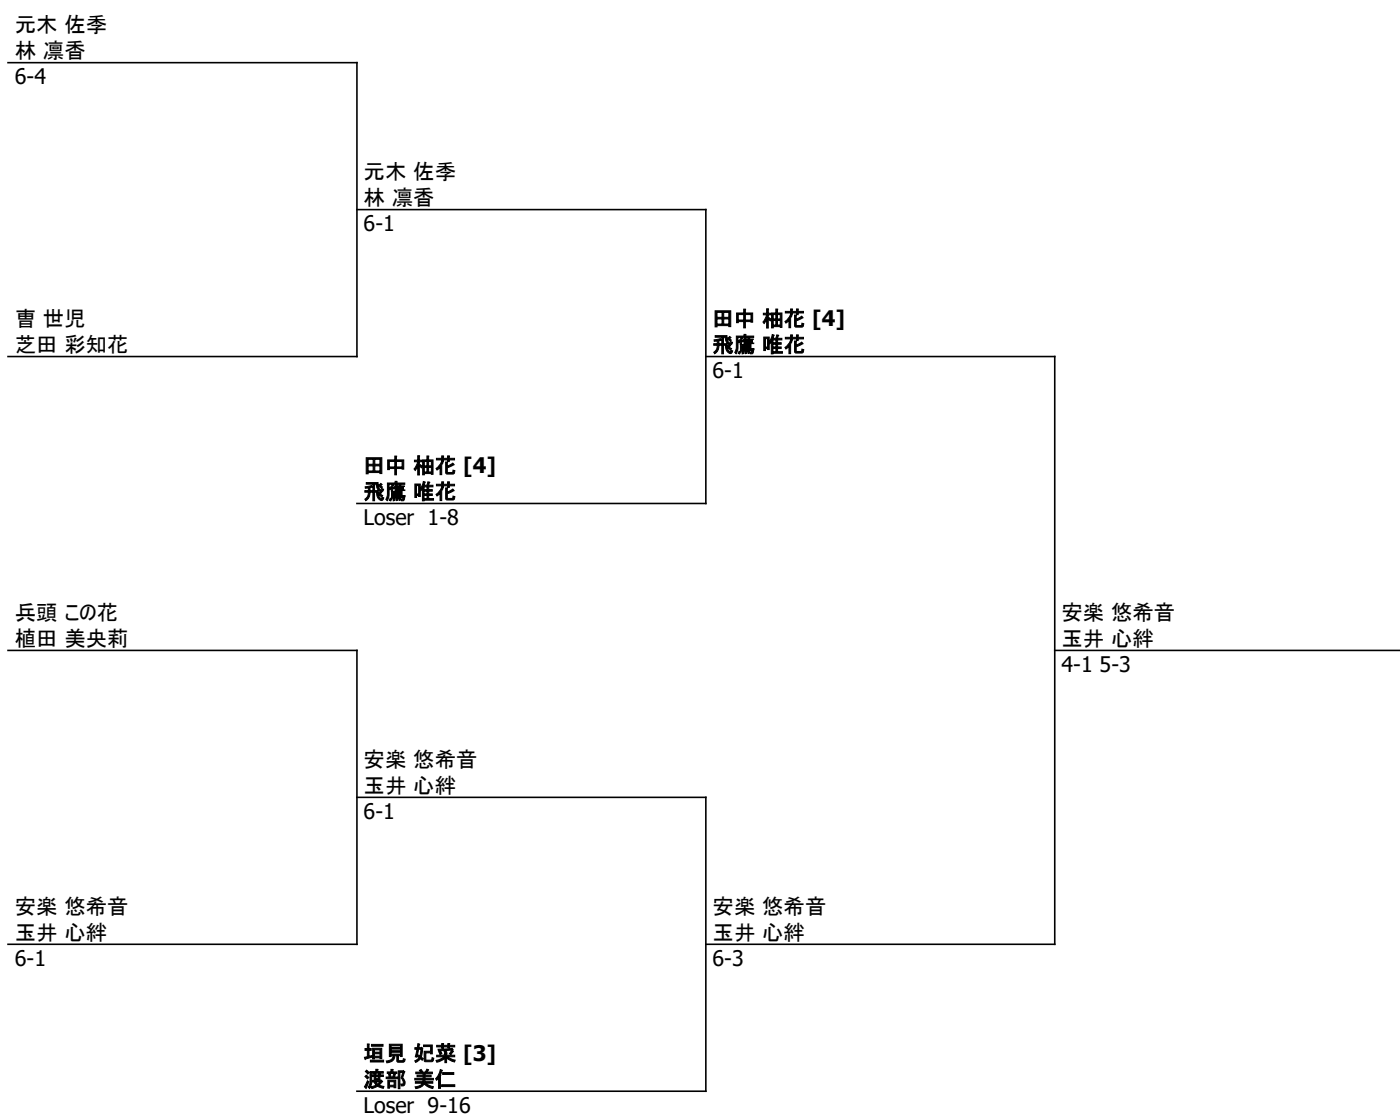 元木 佐季
林 凛香
6-4
元木 佐季
林 凛香
6-1
曺 世児
芝田 彩知花
田中 柚花 [4]
飛鷹 唯花
6-1
田中 柚花 [4]
飛鷹 唯花
Loser 1-8
兵頭 この花
植田 美央莉
安楽 悠希音
玉井 心絆
4-1 5-3
安楽 悠希音
玉井 心絆
6-1
安楽 悠希音
玉井 心絆
6-1
安楽 悠希音
玉井 心絆
6-3
垣見 妃菜 [3]
渡部 美仁
Loser 9-16